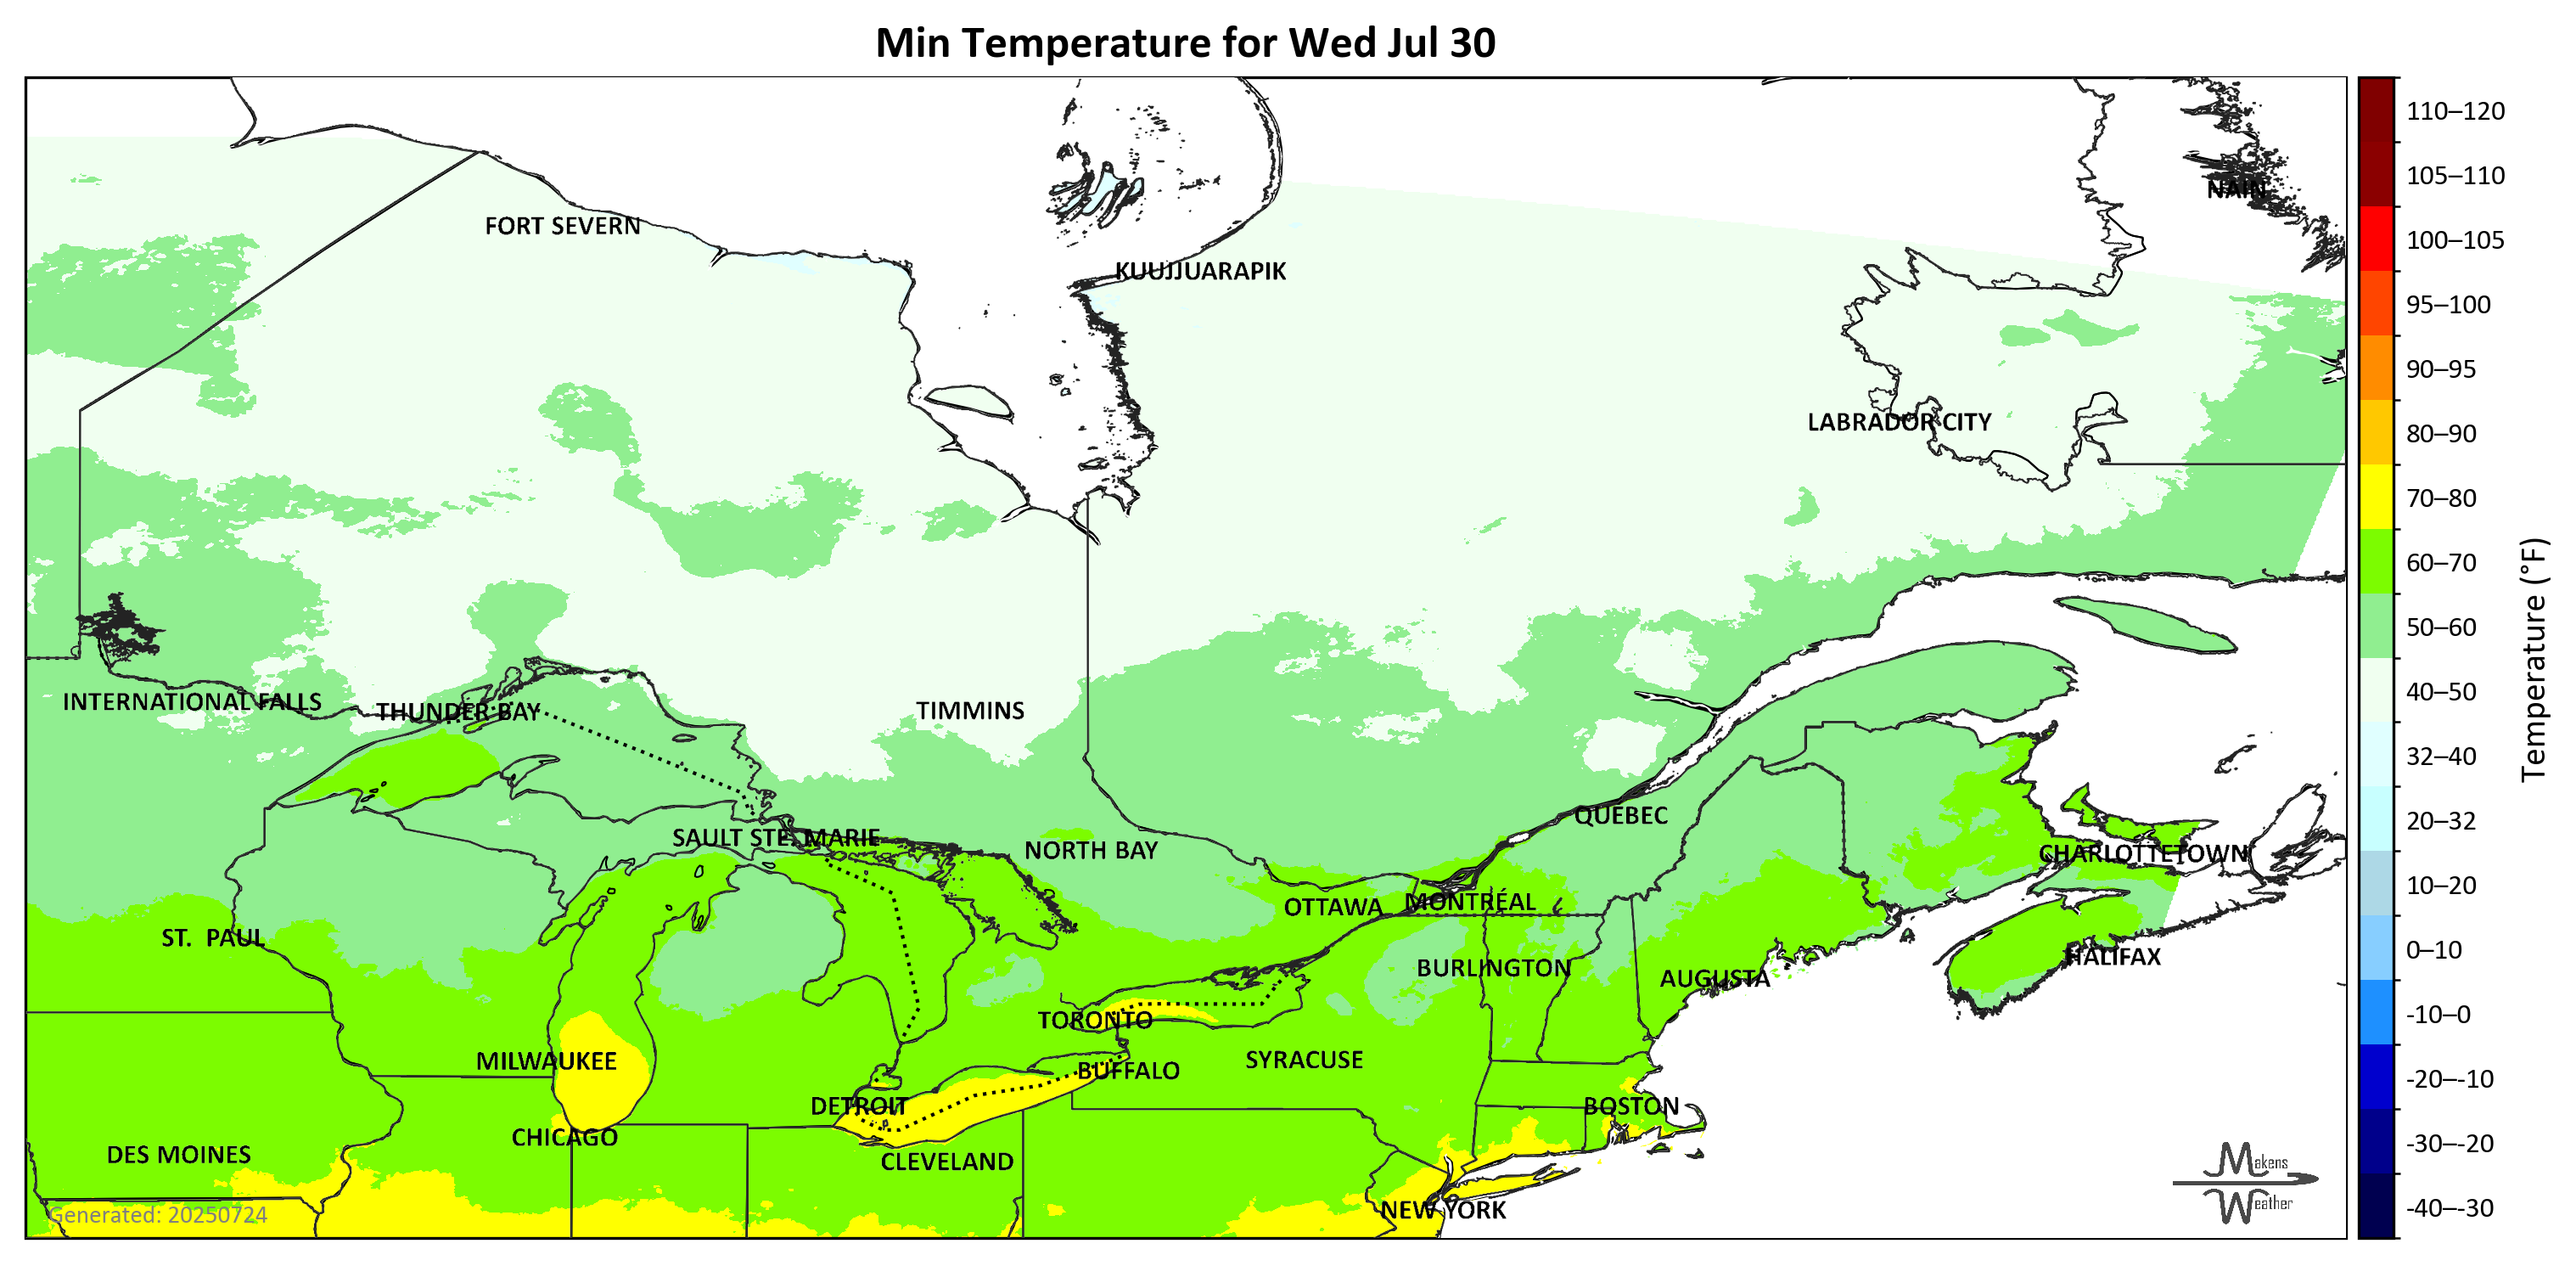 Min Temperature for Wed Jul 30
110–120
105–110
NAIN
FORT SEVERN
100–105
KUUJJUARAPIK
95–100
90–95
LABRADOR CITY
80–90
70–80
60–70
50–60
Temperature (°F)
40–50
INTERNATIONAL FALLS
THUNDER BAY
TIMMINS
32–40
QUEBEC
20–32
SAULT STE. MARIE
NORTH BAY
CHARLOTTETOWN
10–20
OTTAWA
MONTRÉAL
ST.  PAUL
0–10
HALIFAX
BURLINGTON
AUGUSTA
-10–0
TORONTO
MILWAUKEE
SYRACUSE
BUFFALO
-20–-10
DETROIT
BOSTON
CHICAGO
-30–-20
DES MOINES
CLEVELAND
Makens
Weather
-40–-30
NEW YORK
Generated: 20250724